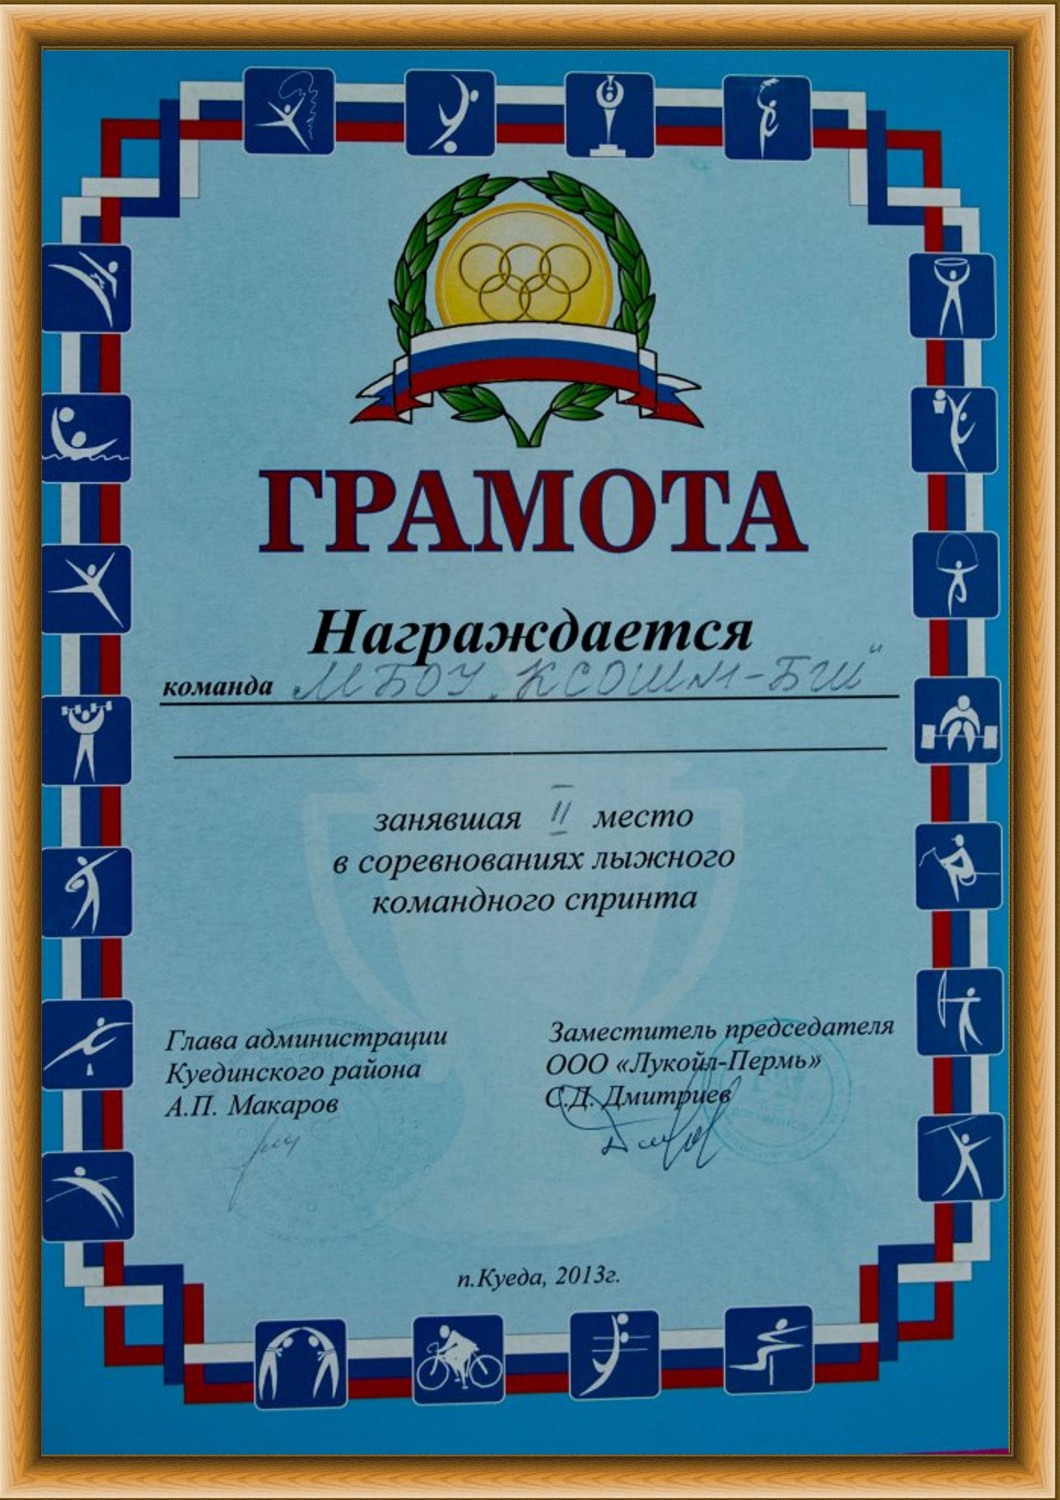 ГРАМОТА
Награждается
команда МБОУ „КСОШ№1-БШ"
занявшая II место
в соревнованиях лыжного
командного спринта
Глава администрации
Куединского района
А.П. Макаров
Заместитель председателя
ООО «Лукойл-Пермь»
С.Д. Дмитриев
п.Куеда, 2013г.